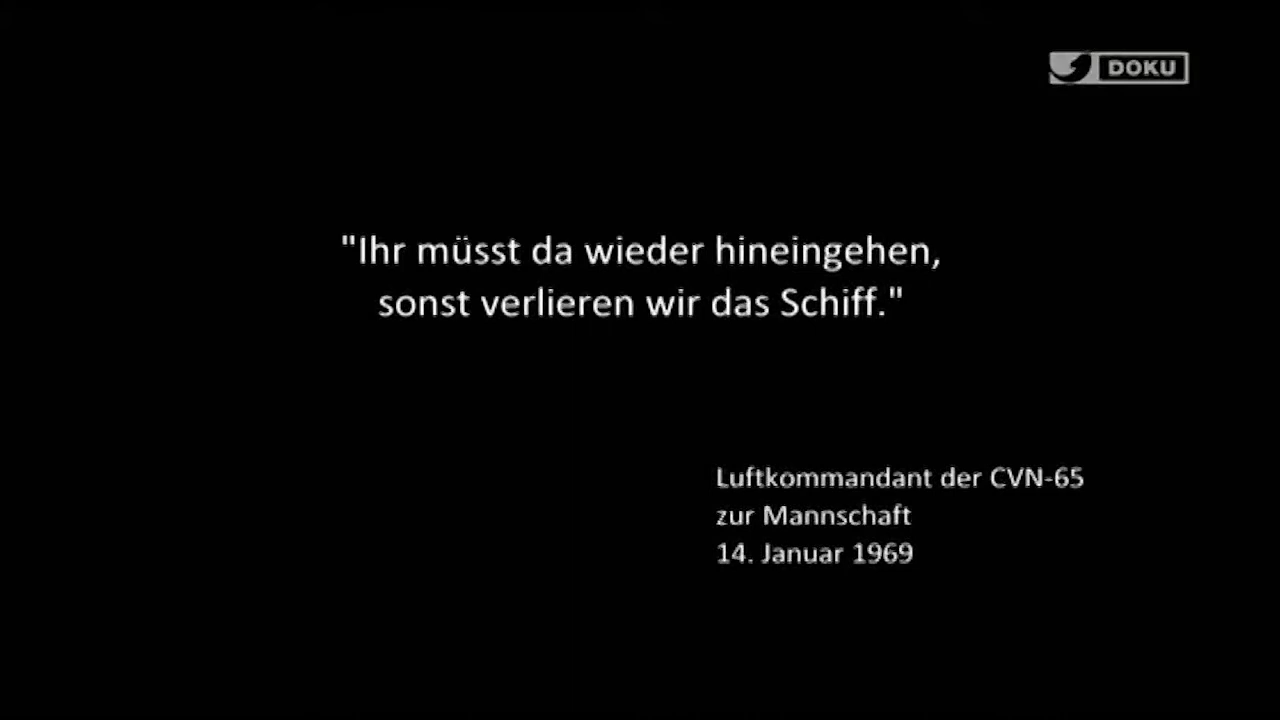 DOKU
"Ihr müsst da wieder hineingehen,
sonst verlieren wir das Schiff."
Luftkommandant der CVN-65
zur Mannschaft
14. Januar 1969